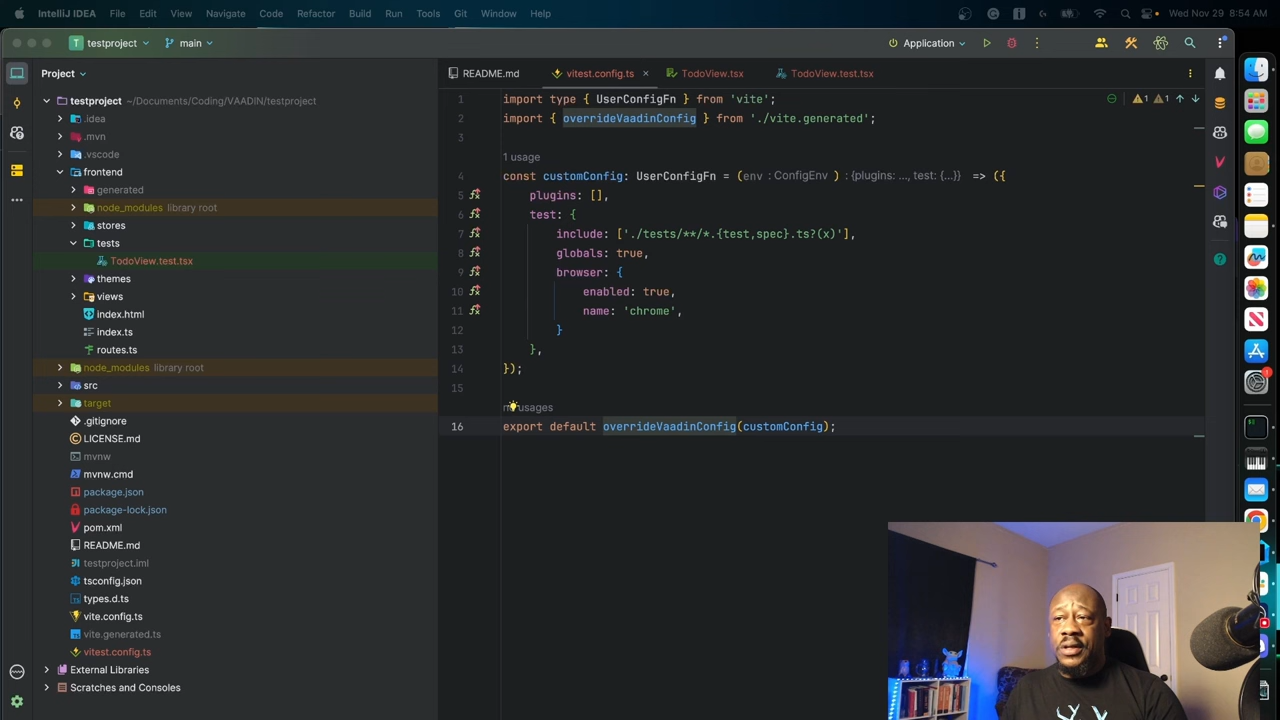 IntelliJ IDEA File Edit View Navigate Code Refactor Build Run Tools Git Window Help Wed Nov 29 8:54 AM
T testproject main Application
Project
README.md vitest.config.ts × TodoView.tsx TodoView.test.tsx
testproject ~/Documents/Coding/VAADIN/testproject
.idea
.mvn
.vscode
frontend
generated
node_modules library root
stores
tests
TodoView.test.tsx
themes
views
index.html
index.ts
routes.ts
node_modules library root
src
target
.gitignore
LICENSE.md
mvnw
mvnw.cmd
package.json
package-lock.json
pom.xml
README.md
testproject.iml
tsconfig.json
types.d.ts
vite.config.ts
vite.generated.ts
vitest.config.ts
External Libraries
Scratches and Consoles
1 import type { UserConfigFn } from 'vite';
1 1
2 import { overrideVaadinConfig } from './vite.generated';
3
1 usage
4 const customConfig: UserConfigFn = (env : ConfigEnv ) :{plugins: ..., test: {...} => ({
5 plugins: [],
6 test: {
7 include: ['./tests/**/*.{test,spec}.ts?(x)'],
8 globals: true,
9 browser: {
10 enabled: true,
11 name: 'chrome',
12 }
13 },
14 });
15
usages
16 export default overrideVaadinConfig(customConfig);